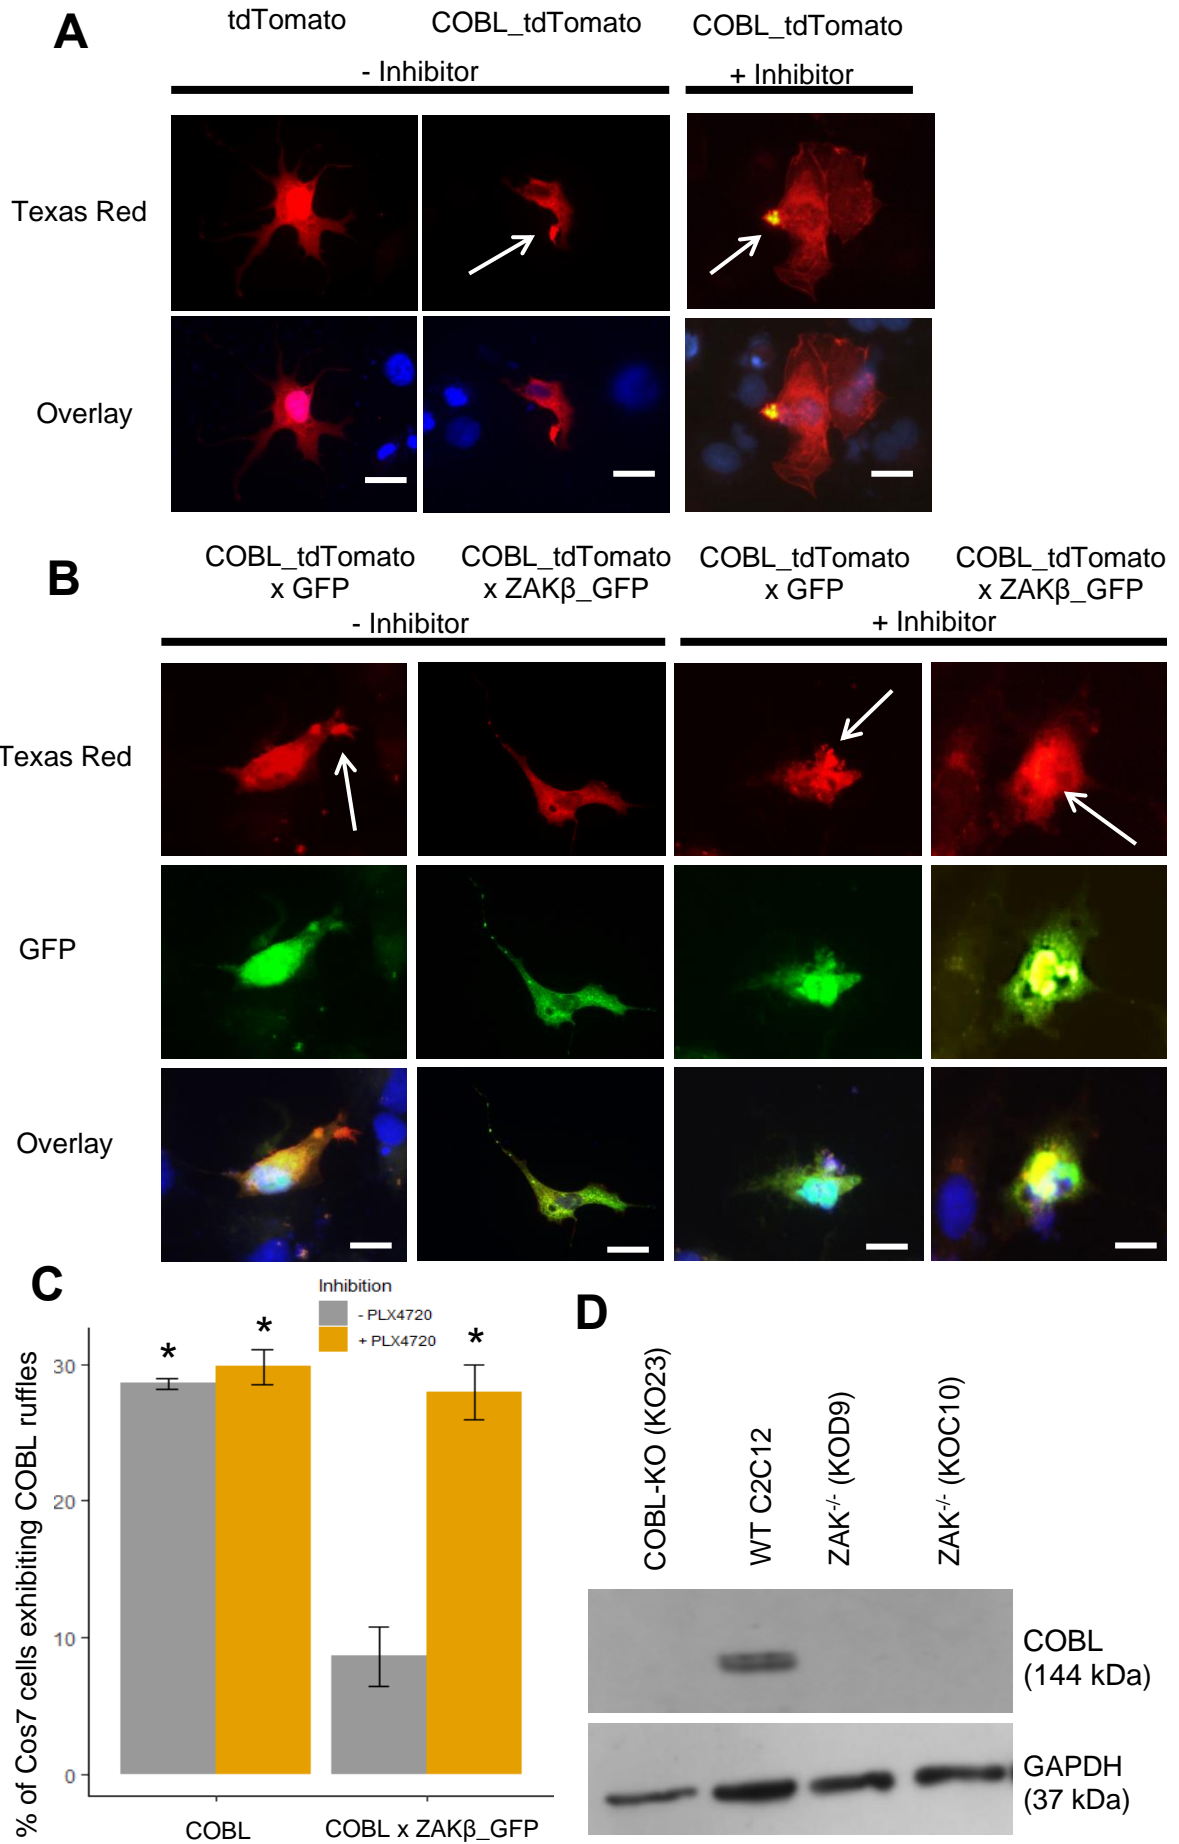 A
tdTomato
COBL_tdTomato
COBL_tdTomato
- Inhibitor
+ Inhibitor
Texas Red
Overlay
B
COBL_tdTomato
x GFP
COBL_tdTomato
x ZAKβ_GFP
COBL_tdTomato
x GFP
COBL_tdTomato
x ZAKβ_GFP
- Inhibitor
+ Inhibitor
Texas Red
GFP
Overlay
C
Inhibition
- PLX4720
+ PLX4720
% of Cos7 cells exhibiting COBL ruffles
30
20
10
0
*
*
*
COBL
COBL x ZAKβ_GFP
D
COBL-KO (KO23)
WT C2C12
ZAK-/- (KOD9)
ZAK-/- (KOC10)
COBL
(144 kDa)
GAPDH
(37 kDa)